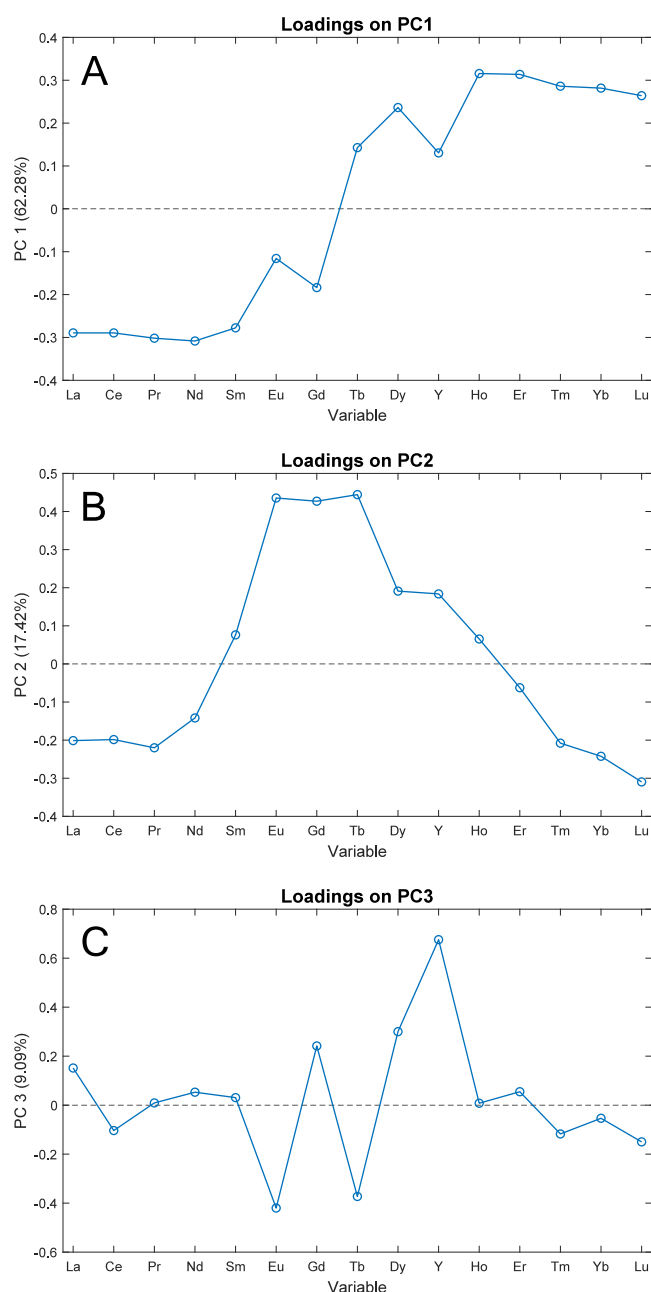 Loadings on PC1
A
0.4
0.3
0.2
0.1
0
-0.1
-0.2
-0.3
-0.4
PC 1 (62.28%)
La Ce Pr Nd Sm Eu Gd Tb Dy Y Ho Er Tm Yb Lu
Variable
Loadings on PC2
B
0.5
0.4
0.3
0.2
0.1
0
-0.1
-0.2
-0.3
-0.4
PC 2 (17.42%)
La Ce Pr Nd Sm Eu Gd Tb Dy Y Ho Er Tm Yb Lu
Variable
Loadings on PC3
C
0.8
0.6
0.4
0.2
0
-0.2
-0.4
-0.6
PC 3 (9.09%)
La Ce Pr Nd Sm Eu Gd Tb Dy Y Ho Er Tm Yb Lu
Variable